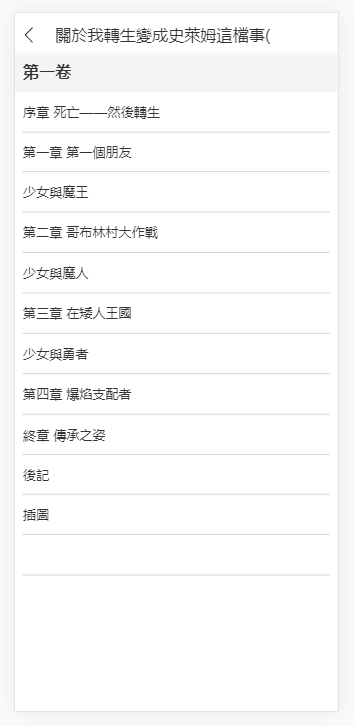 關於我轉生變成史萊姆這檔事(
第一卷
序章 死亡——然後轉生
第一章 第一個朋友
少女與魔王
第二章 哥布林村大作戰
少女與魔人
第三章 在矮人王國
少女與勇者
第四章 爆焰支配者
終章 傳承之姿
後記
插圖